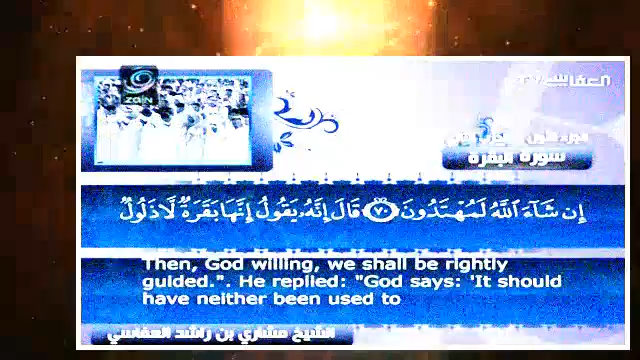 zain
سورة البقرة
إِن شَآءَ ٱللَّهُ لَمُهْتَدُونَ ٧٠ قَالَ إِنَّهُۥ يَقُولُ إِنَّهَا بَقَرَةٌ لَّا ذَلُولٌ
Then, God willing, we shall be rightly
guided.". He replied: "God says: 'It should
have neither been used to
الشيخ مشاري بن راشد العفاسي